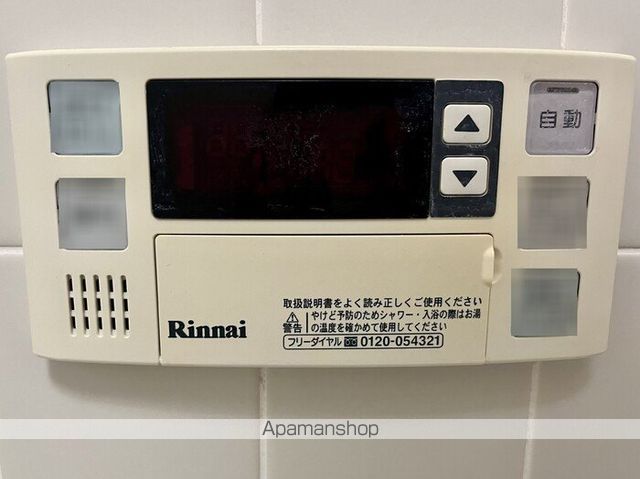 自動
Rinnai
取扱説明書をよく読み正しくご使用ください
警告 やけど予防のためシャワー・入浴の際はお湯
の温度を確かめて使用してください
フリーダイヤル 0120-054321
Apamanshop